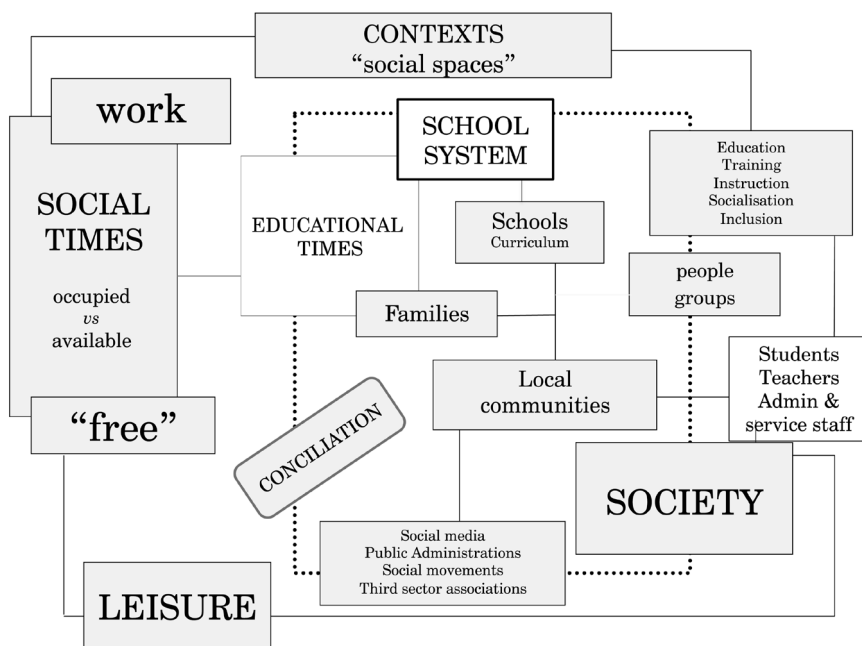 CONTEXTS
“social spaces”
work
SCHOOL
SYSTEM
Education
Training
Instruction
Socialisation
Inclusion
SOCIAL
TIMES
occupied
vs
available
EDUCATIONAL
TIMES
Schools
Curriculum
people
groups
Families
Students
Teachers
Admin &
service staff
Local
communities
“free”
CONCILIATION
SOCIETY
Social media
Public Administrations
Social movements
Third sector associations
LEISURE